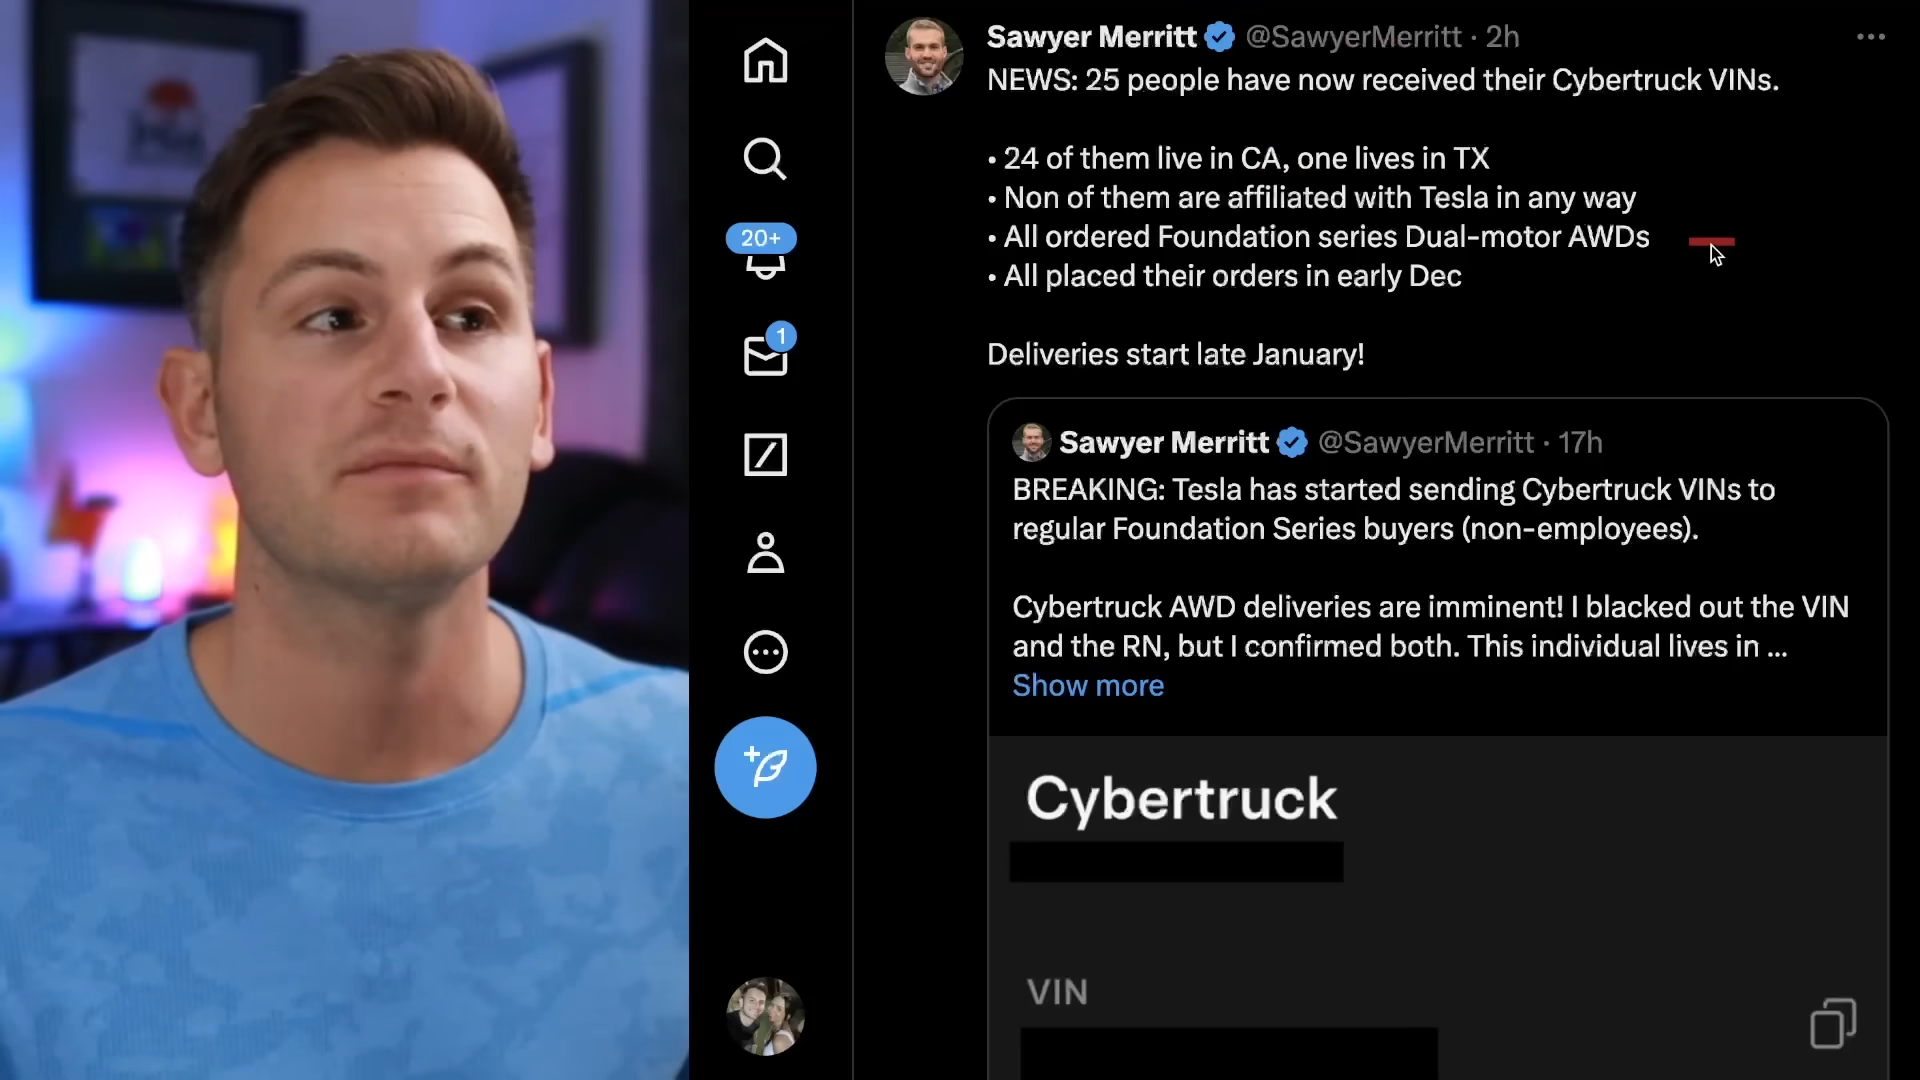 20+
1
Sawyer Merritt @SawyerMerritt · 2h
NEWS: 25 people have now received their Cybertruck VINs.
• 24 of them live in CA, one lives in TX
• Non of them are affiliated with Tesla in any way
• All ordered Foundation series Dual-motor AWDs
• All placed their orders in early Dec
Deliveries start late January!
Sawyer Merritt @SawyerMerritt · 17h
BREAKING: Tesla has started sending Cybertruck VINs to
regular Foundation Series buyers (non-employees).
Cybertruck AWD deliveries are imminent! I blacked out the VIN
and the RN, but I confirmed both. This individual lives in ...
Show more
Cybertruck
VIN